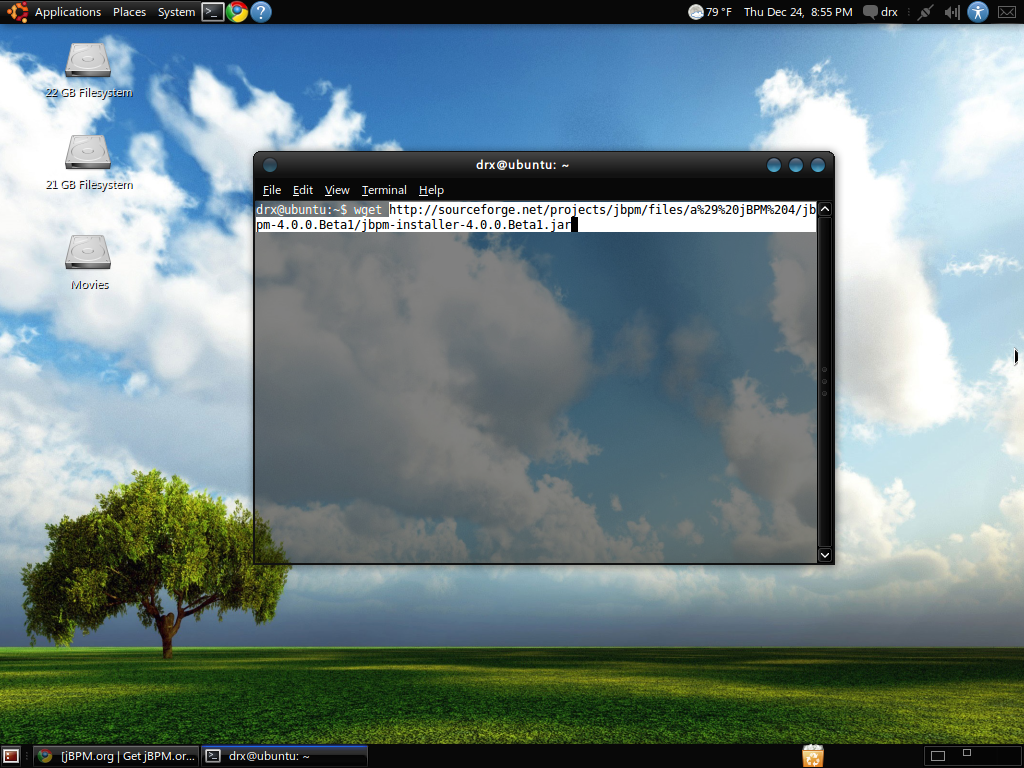 Applications Places System 79 °F Thu Dec 24, 8:55 PM drx
22 GB Filesystem
21 GB Filesystem
Movies
drx@ubuntu: ~
File Edit View Terminal Help
drx@ubuntu:~$ wget http://sourceforge.net/projects/jbpm/files/a%29%20jBPM%204/jb
pm-4.0.0.Beta1/jbpm-installer-4.0.0.Beta1.jar
[jBPM.org | Get jBPM.or... drx@ubuntu: ~